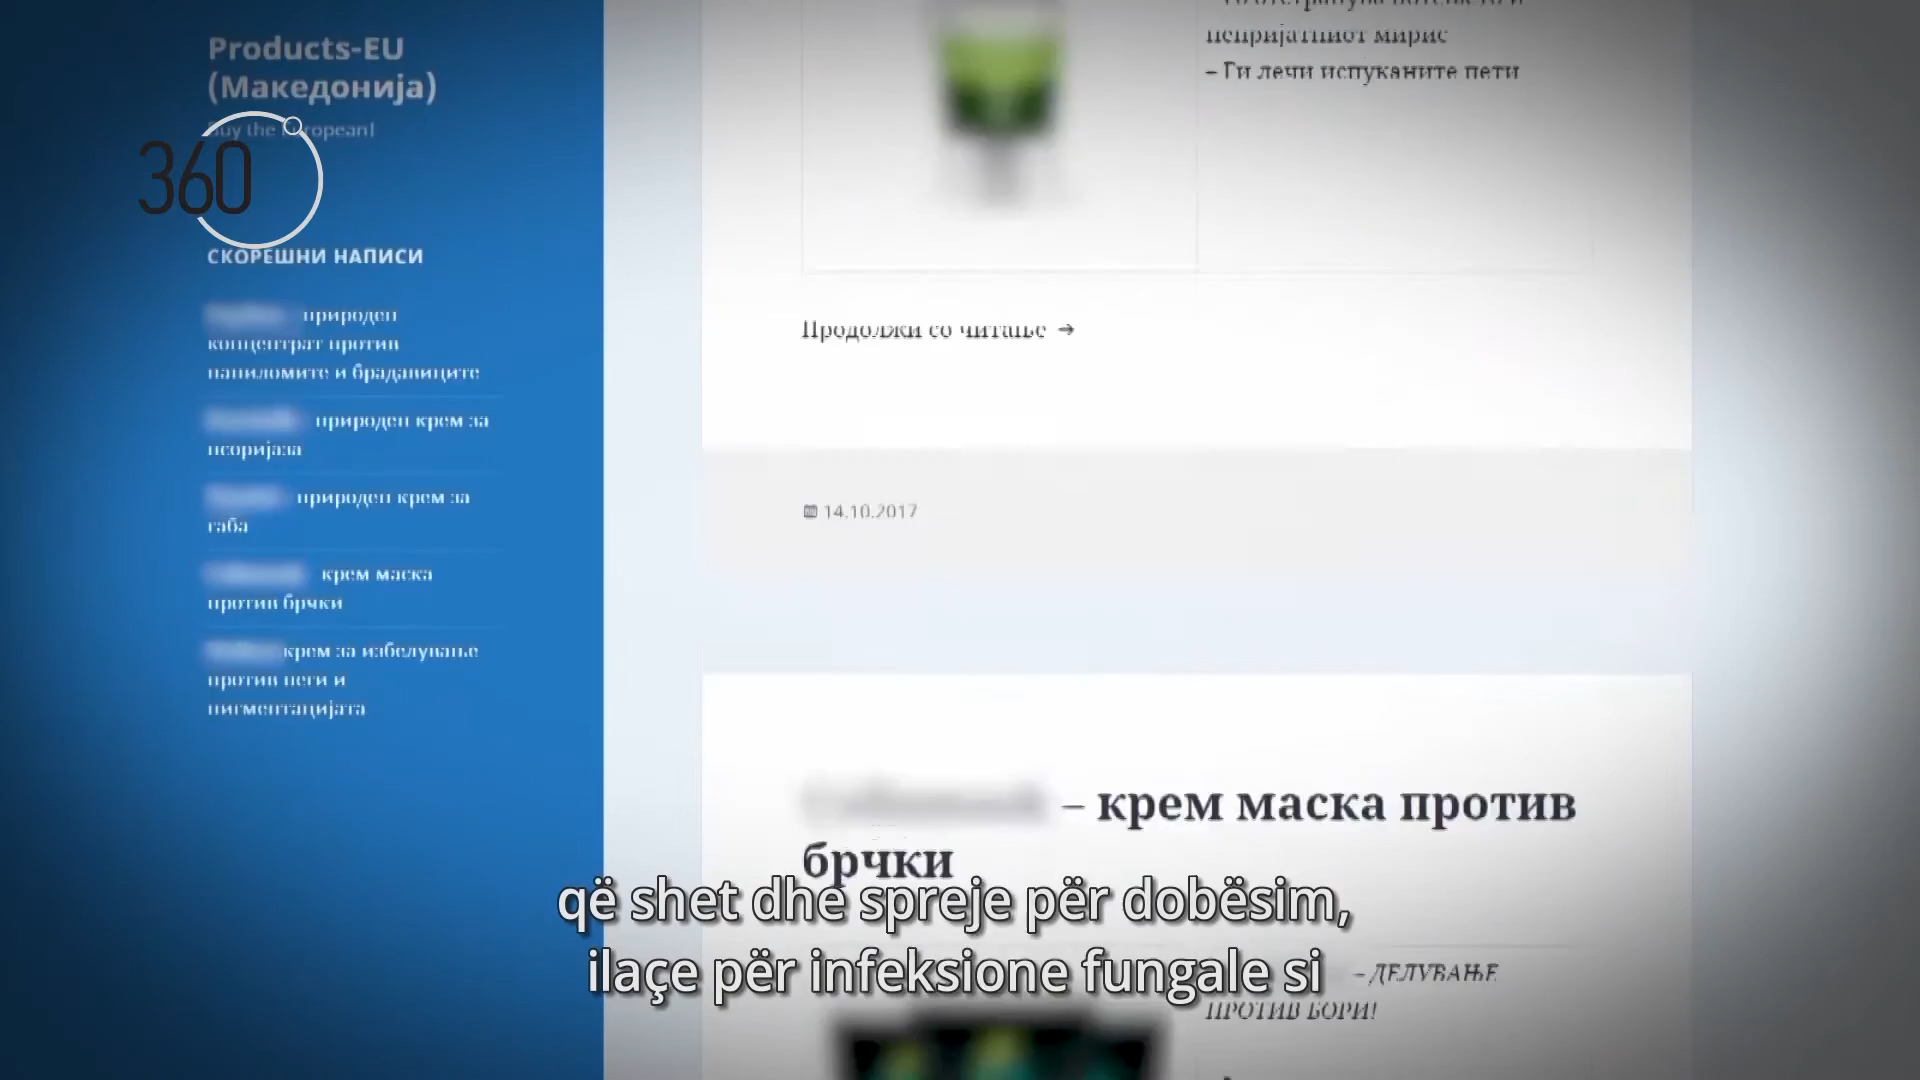 Products-EU
(Македонија)
Buy the European!
360
СКОРЕШНИ НАПИСИ
природен
концентрат против
папиломите и брадавиците
природен крем за
псоријаза
природен крем за
габа
крем маска
против брчки
крем за избелување
против пеги и
пигментацијата
непријатниот мирис
– Ги лечи испуканите пети
Продолжи со читање →
14.10.2017
– крем маска против
брчки
– ДЕЛУВАЊЕ
ПРОТИВ БОРИ!
që shet dhe spreje për dobësim,
ilaçe për infeksione fungale si